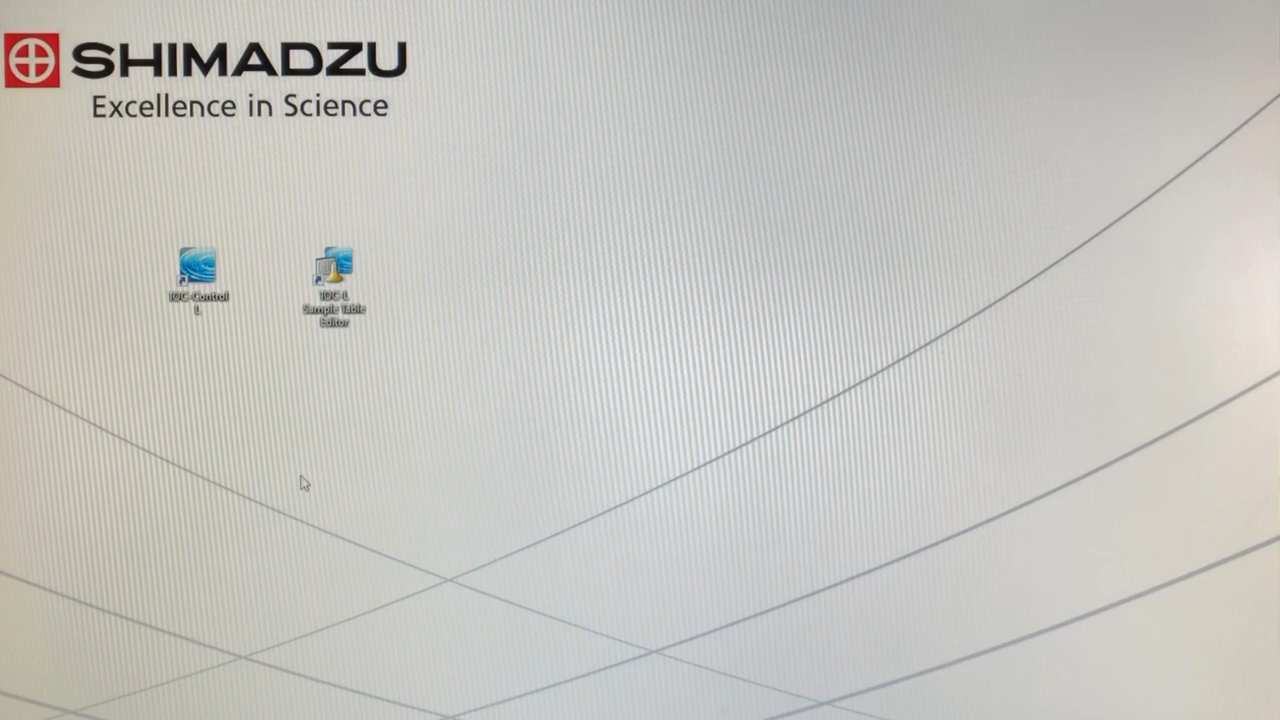 SHIMADZU
Excellence in Science
TOC-Control
L
TOC-L
Sample Table
Editor